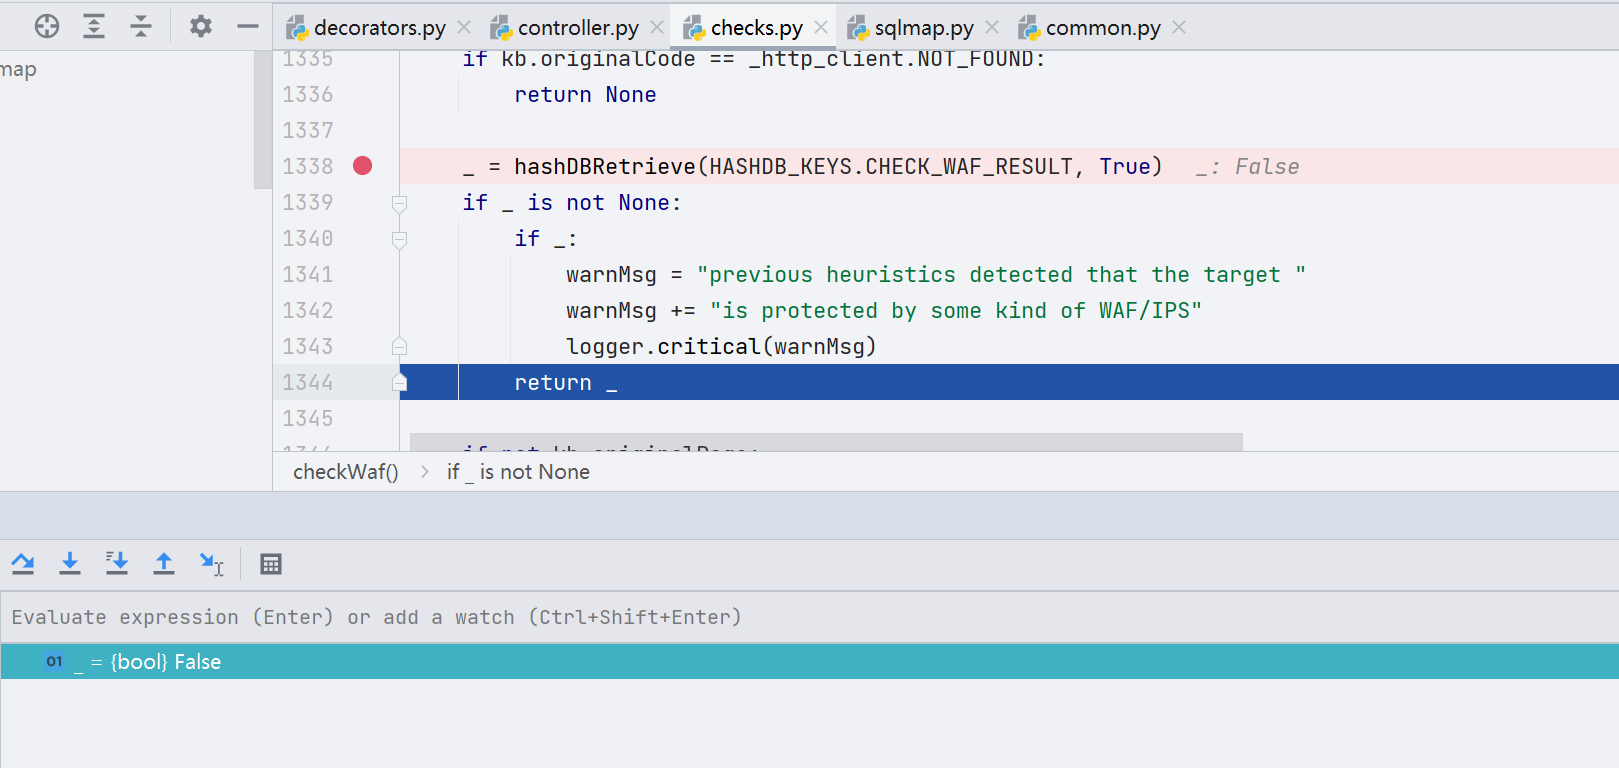 decorators.py controller.py checks.py sqlmap.py common.py
map
1335 if kb.originalCode == _http_client.NOT_FOUND:
1336 return None
1337
1338 _ = hashDBRetrieve(HASHDB_KEYS.CHECK_WAF_RESULT, True) _: False
1339 if _ is not None:
1340 if _:
1341 warnMsg = "previous heuristics detected that the target "
1342 warnMsg += "is protected by some kind of WAF/IPS"
1343 logger.critical(warnMsg)
1344 return _
1345
if not kb.originalPage:
checkWaf() > if _ is not None
Evaluate expression (Enter) or add a watch (Ctrl+Shift+Enter)
01 _ = {bool} False